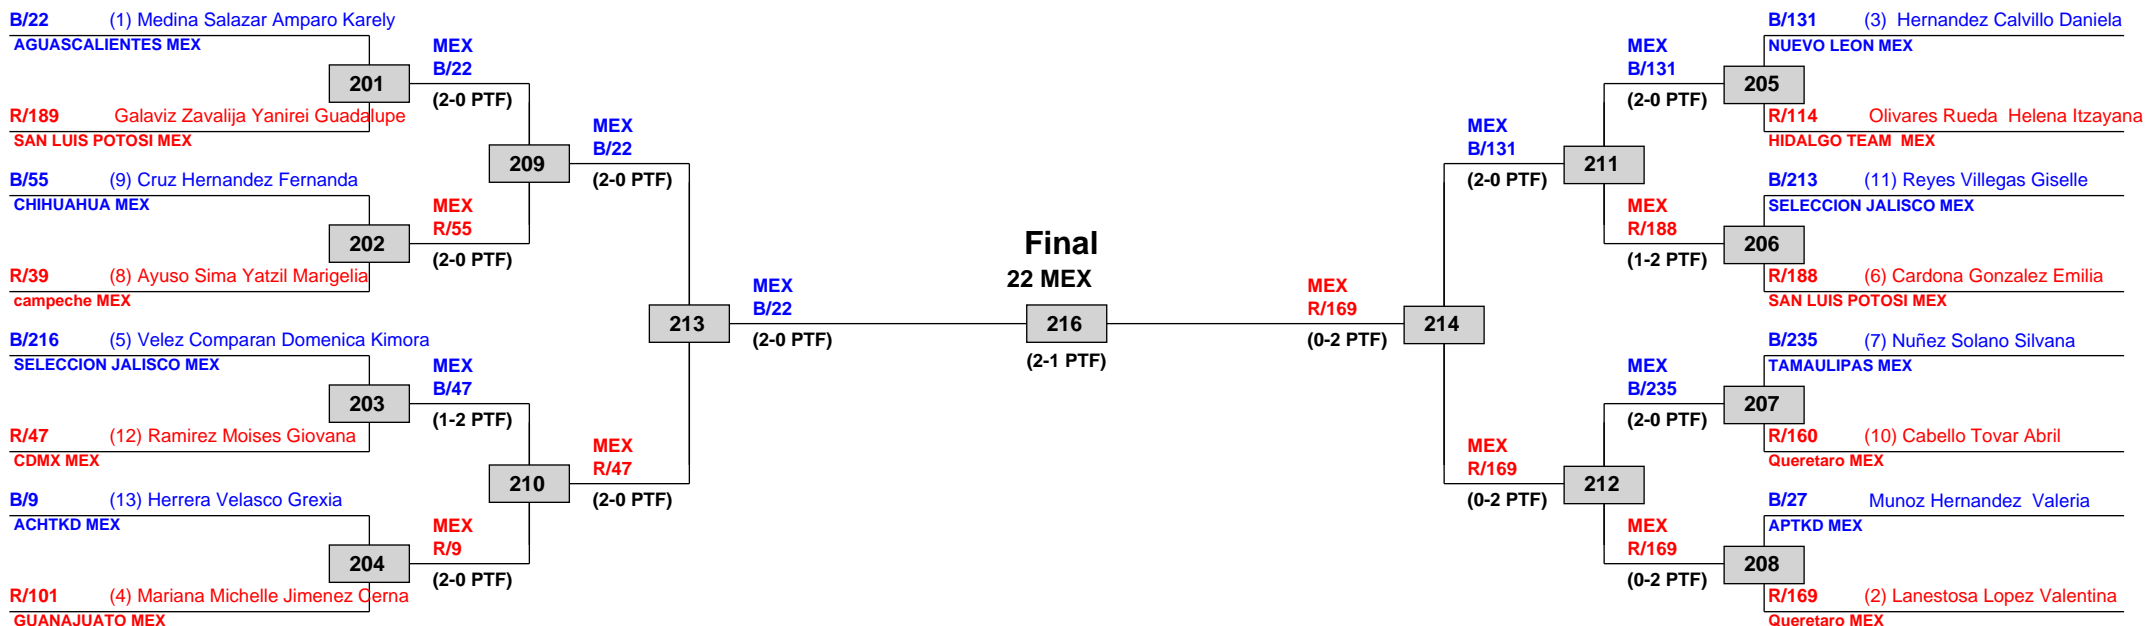 B/22 (1) Medina Salazar Amparo Karely
AGUASCALIENTES MEX
201
R/189 Galaviz Zavalija Yanirei Guadalupe
SAN LUIS POTOSI MEX
B/55 (9) Cruz Hernandez Fernanda
CHIHUAHUA MEX
202
R/39 (8) Ayuso Sima Yatzil Marigelia
campeche MEX
B/216 (5) Velez Comparan Domenica Kimora
SELECCION JALISCO MEX
203
R/47 (12) Ramirez Moises Giovana
CDMX MEX
B/9 (13) Herrera Velasco Grexia
ACHTKD MEX
204
R/101 (4) Mariana Michelle Jimenez Cerna
GUANAJUATO MEX
MEX
B/22
(2-0 PTF)
209
MEX
R/55
(2-0 PTF)
MEX
B/47
(1-2 PTF)
210
MEX
R/9
(2-0 PTF)
MEX
B/22
(2-0 PTF)
213
MEX
R/47
(2-0 PTF)
MEX
B/22
(2-0 PTF)
Final
22 MEX
216
(2-1 PTF)
MEX
R/169
(0-2 PTF)
214
MEX
B/131
(2-0 PTF)
MEX
R/169
(0-2 PTF)
211
212
MEX
B/131
(2-0 PTF)
MEX
R/188
(1-2 PTF)
MEX
B/235
(2-0 PTF)
MEX
R/169
(0-2 PTF)
B/131 (3) Hernandez Calvillo Daniela
NUEVO LEON MEX
205
R/114 Olivares Rueda Helena Itzayana
HIDALGO TEAM MEX
B/213 (11) Reyes Villegas Giselle
SELECCION JALISCO MEX
206
R/188 (6) Cardona Gonzalez Emilia
SAN LUIS POTOSI MEX
B/235 (7) Nuñez Solano Silvana
TAMAULIPAS MEX
207
R/160 (10) Cabello Tovar Abril
Queretaro MEX
B/27 Munoz Hernandez Valeria
APTKD MEX
208
R/169 (2) Lanestosa Lopez Valentina
Queretaro MEX